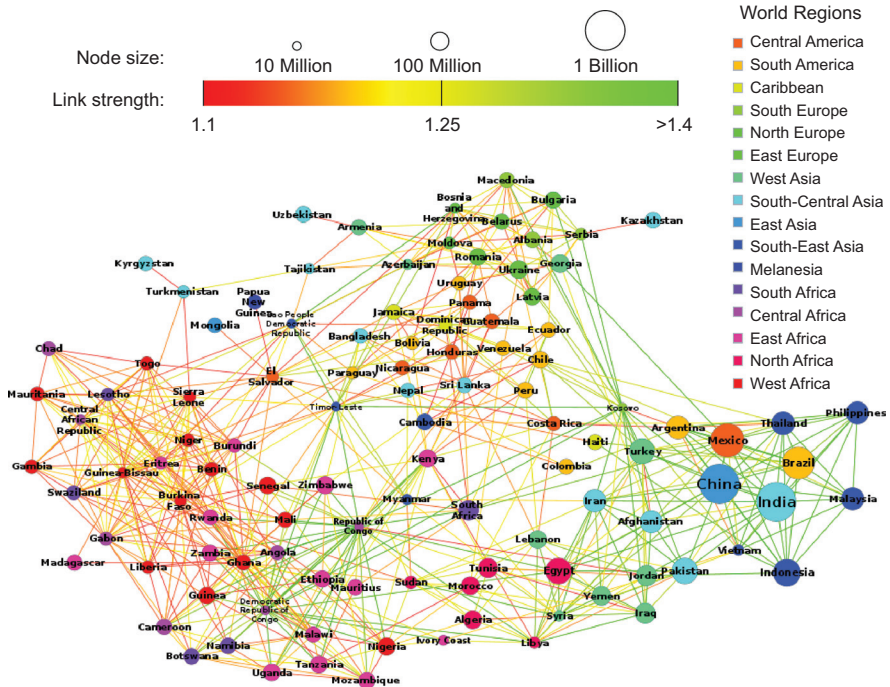 World Regions
Node size:
10 Million
100 Million
1 Billion
Link strength:
1.1
1.25
>1.4
Central America
South America
Caribbean
South Europe
North Europe
East Europe
West Asia
South-Central Asia
East Asia
South-East Asia
Melanesia
South Africa
Central Africa
East Africa
North Africa
West Africa
Macedonia
Bosnia
and
Herzegovina
Bulgaria
Uzbekistan
Armenia
Belarus
Kazakhstan
Moldova
Albania
Serbia
Romania
Kyrgyzstan
Tajikistan
Azerbaijan
Ukraine
Georgia
Turkmenistan
Papua
New
Guinea
Uruguay
Latvia
Panama
Lao People
Democratic
Republic
Mongolia
Jamaica
Dominican
Republic
Guatemala
Bangladesh
Ecuador
Bolivia
Chad
Togo
El
Salvador
Honduras
Venezuela
Chile
Paraguay
Nicaragua
Mauritania
Lesotho
Sierra
Leone
Nepal
Sri Lanka
Peru
Central
African
Republic
Timor-Leste
Kosovo
Philippines
Cambodia
Costa Rica
Argentina
Mexico
Thailand
Niger
Burundi
Haiti
Turkey
Gambia
Guinea-Bissau
Eritrea
Benin
Kenya
Colombia
Brazil
Swaziland
Burkina
Faso
Senegal
Zimbabwe
China
India
Malaysia
Myanmar
Iran
Rwanda
Mali
Republic of
Congo
South
Africa
Afghanistan
Gabon
Lebanon
Vietnam
Madagascar
Zambia
Angola
Liberia
Ghana
Tunisia
Egypt
Pakistan
Indonesia
Ethiopia
Mauritius
Sudan
Morocco
Jordan
Guinea
Democratic
Republic of
Congo
Yemen
Iraq
Syria
Cameroon
Malawi
Algeria
Namibia
Nigeria
Ivory Coast
Libya
Botswana
Uganda
Tanzania
Mozambique